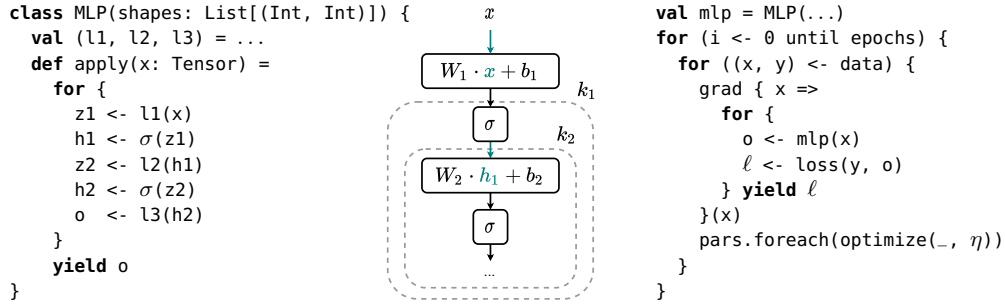 class MLP(shapes: List[(Int, Int)]) {
  val (l1, l2, l3) = ...
  def apply(x: Tensor) =
    for {
      z1 <- l1(x)
      h1 <- σ(z1)
      z2 <- l2(h1)
      h2 <- σ(z2)
      o  <- l3(h2)
    }
    yield o
}
x
W₁ · x + b₁
k₁
σ
k₂
W₂ · h₁ + b₂
σ
...
val mlp = MLP(...)
for (i <- 0 until epochs) {
  for ((x, y) <- data) {
    grad { x =>
      for {
        o <- mlp(x)
        ℓ <- loss(y, o)
      } yield ℓ
    }(x)
    pars.foreach(optimize(_, η))
  }
}